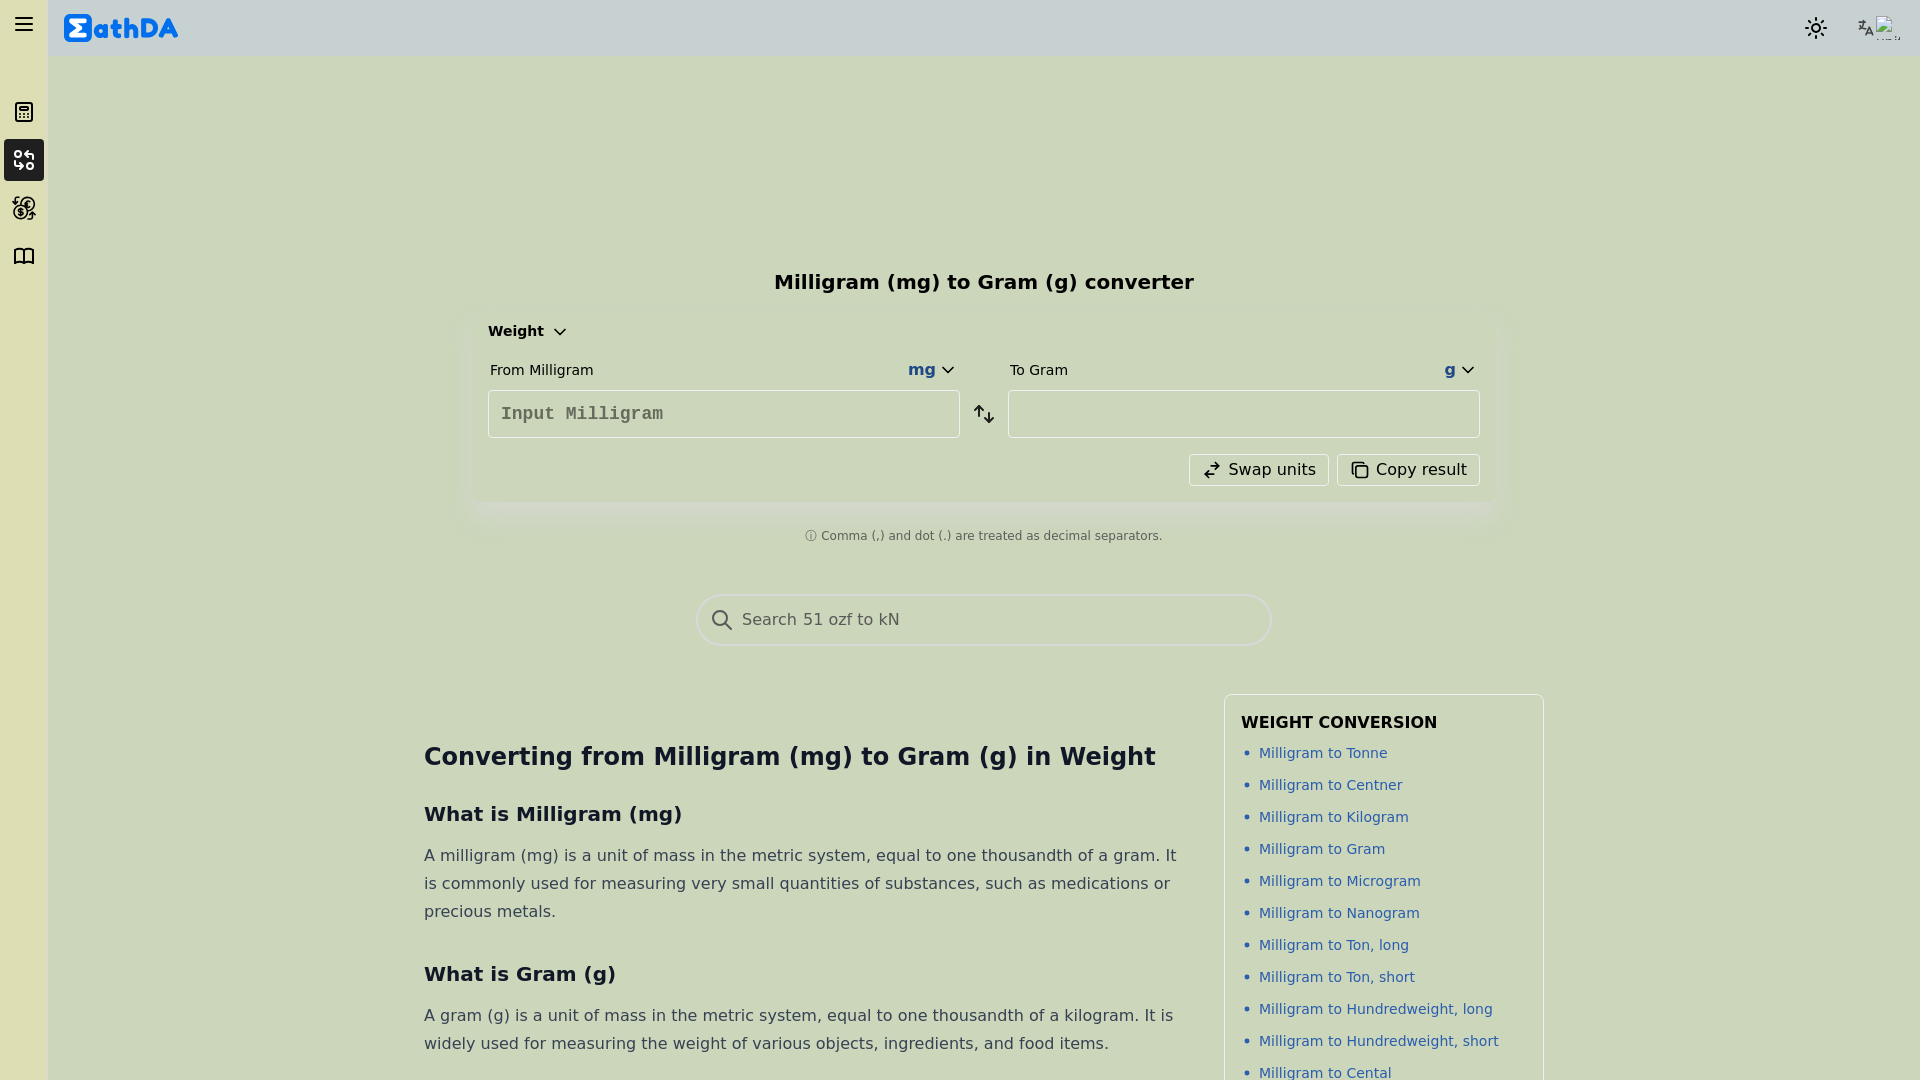 ΣathDA
Milligram (mg) to Gram (g) converter
Weight
From Milligram
mg
To Gram
g
Input Milligram
Swap units
Copy result
ⓘ Comma (,) and dot (.) are treated as decimal separators.
Search 51 ozf to kN
Converting from Milligram (mg) to Gram (g) in Weight
What is Milligram (mg)
A milligram (mg) is a unit of mass in the metric system, equal to one thousandth of a gram. It
is commonly used for measuring very small quantities of substances, such as medications or
precious metals.
What is Gram (g)
A gram (g) is a unit of mass in the metric system, equal to one thousandth of a kilogram. It is
widely used for measuring the weight of various objects, ingredients, and food items.
WEIGHT CONVERSION
• Milligram to Tonne
• Milligram to Centner
• Milligram to Kilogram
• Milligram to Gram
• Milligram to Microgram
• Milligram to Nanogram
• Milligram to Ton, long
• Milligram to Ton, short
• Milligram to Hundredweight, long
• Milligram to Hundredweight, short
• Milligram to Cental